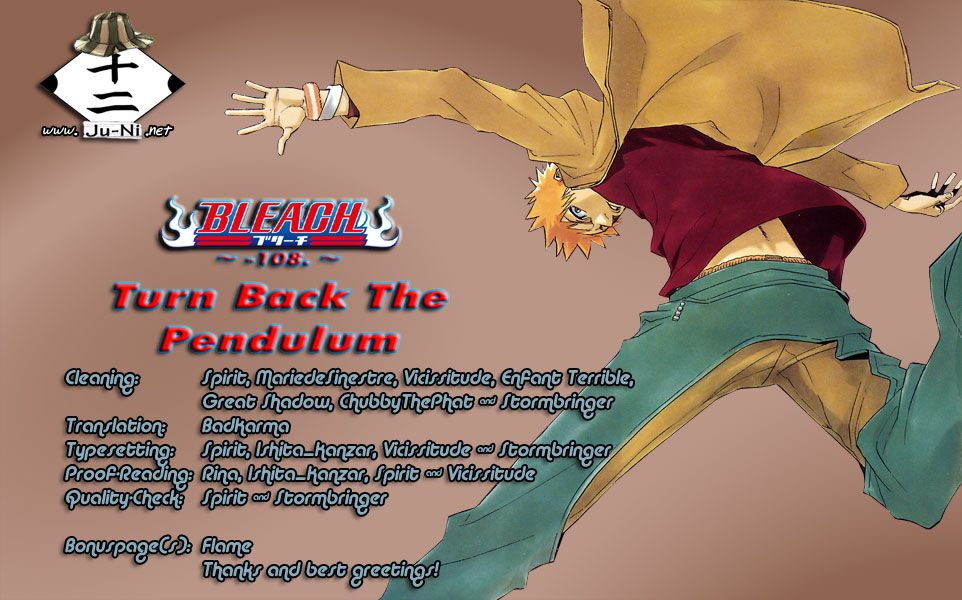 十
二
www. Ju-Ni .net
BLEACH
ブリーチ
~ -108. ~
Turn Back The
Pendulum
Cleaning: Spirit, MariedeSinestre, Vicissitude, Enfant Terrible,
Great Shadow, ChubbyThePhat and Stormbringer
Translation: BadKarma
Typesetting: Spirit, Ishita_Kanzar, Vicissitude and Stormbringer
Proof-Reading: Rina, Ishita_Kanzar, Spirit and Vicissitude
Quality-Check: Spirit and Stormbringer
Bonuspage(s): Flame
Thanks and best greetings!